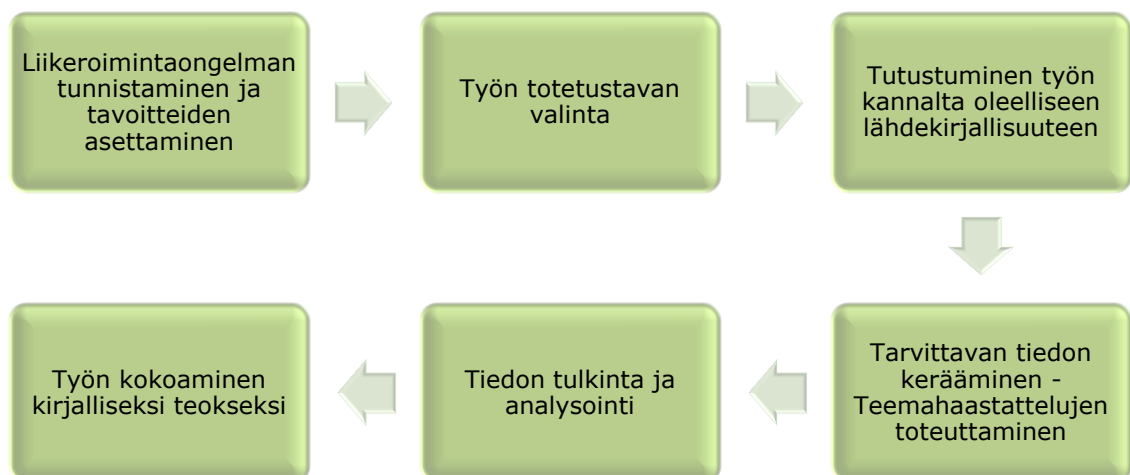 Liikeroimintaongelman
tunnistaminen ja
tavoitteiden
asettaminen
Työn totetustavan
valinta
Tutustuminen työn
kannalta oleelliseen
lähdekirjallisuuteen
Tarvittavan tiedon
kerääminen -
Teemahaastattelujen
toteuttaminen
Tiedon tulkinta ja
analysointi
Työn kokoaminen
kirjalliseksi teokseksi